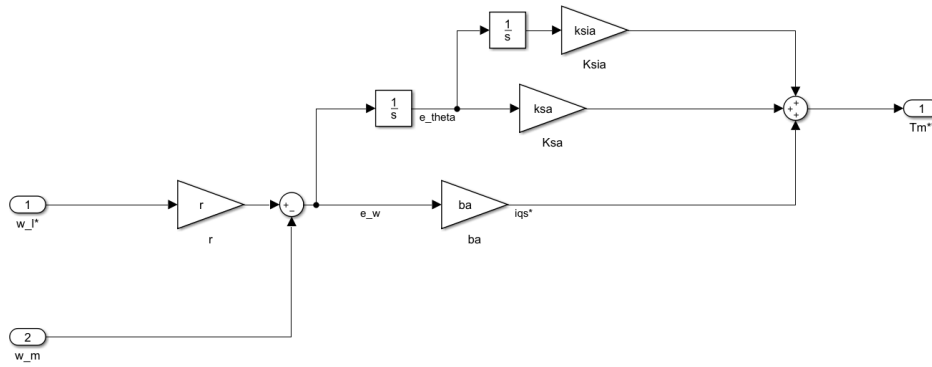 1
s
ksia
Ksia
1
s
e_theta
ksa
Ksa
+
+
+
1
Tm*
1
w_l*
r
r
+
−
e_w
ba
ba
iqs*
2
w_m